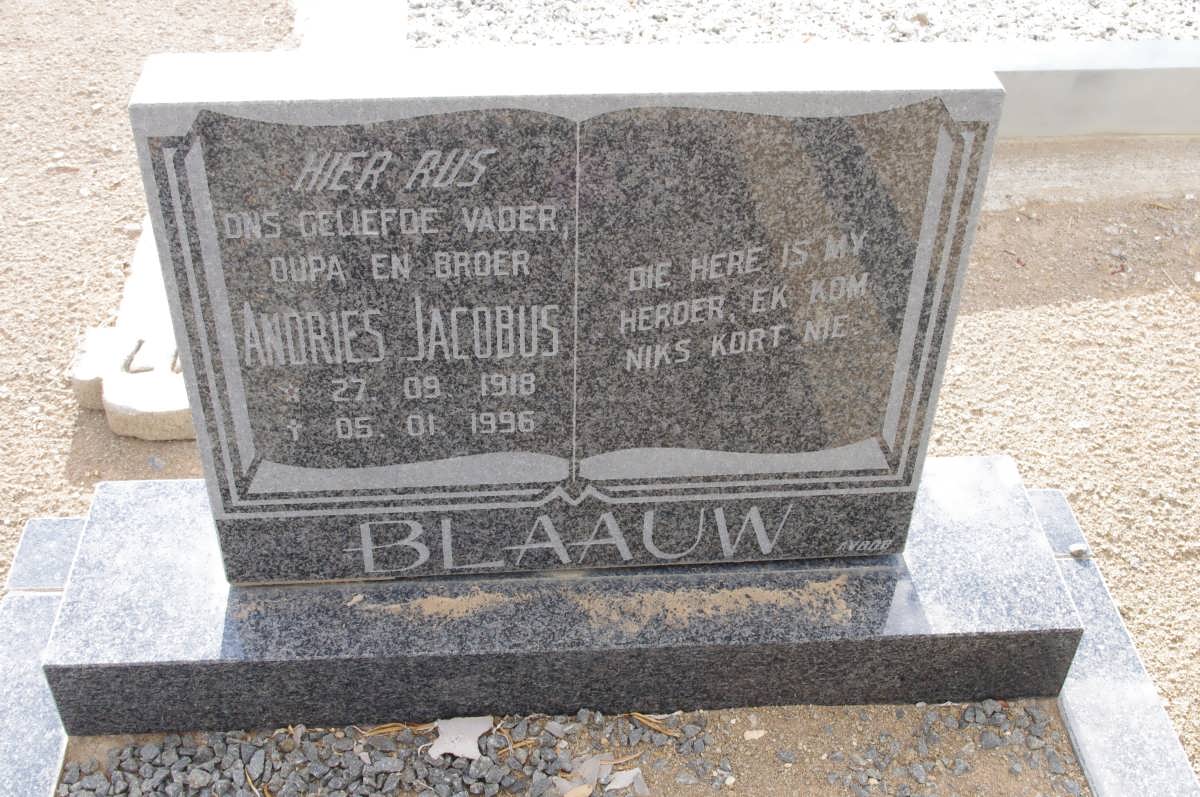 HIER RUS
ONS GELIEFDE VADER,
OUPA EN BROER
ANDRIES JACOBUS
☆ 27. 09 1918
† 05. 01. 1996
DIE HERE IS MY
HERDER, EK KOM
NIKS KORT NIE
BLAAUW